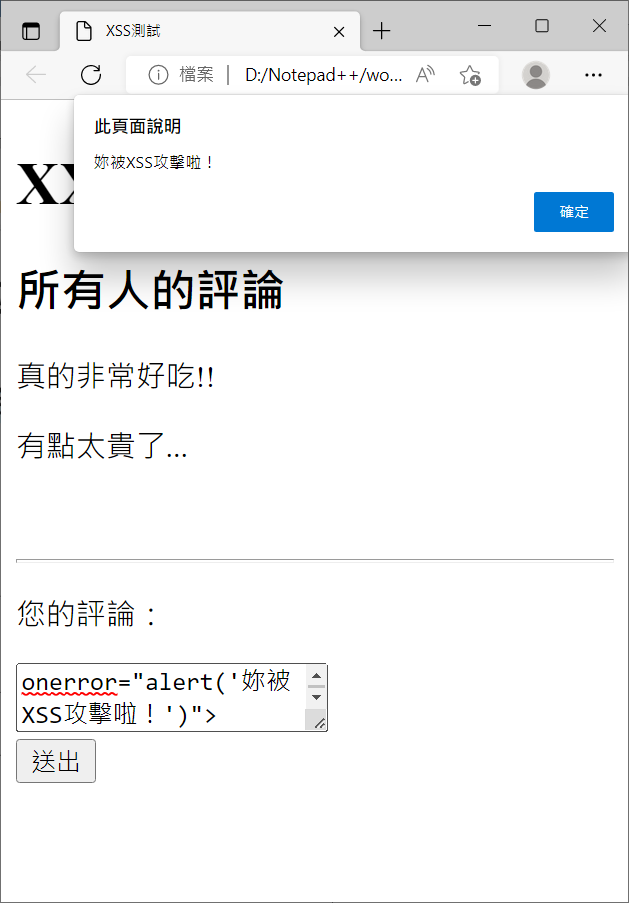 XSS測試
檔案
D:/Notepad++/wo...
此頁面說明
妳被XSS攻擊啦！
確定
所有人的評論
真的非常好吃!!
有點太貴了...
您的評論：
onerror="alert('妳被
XSS攻擊啦！')">
送出